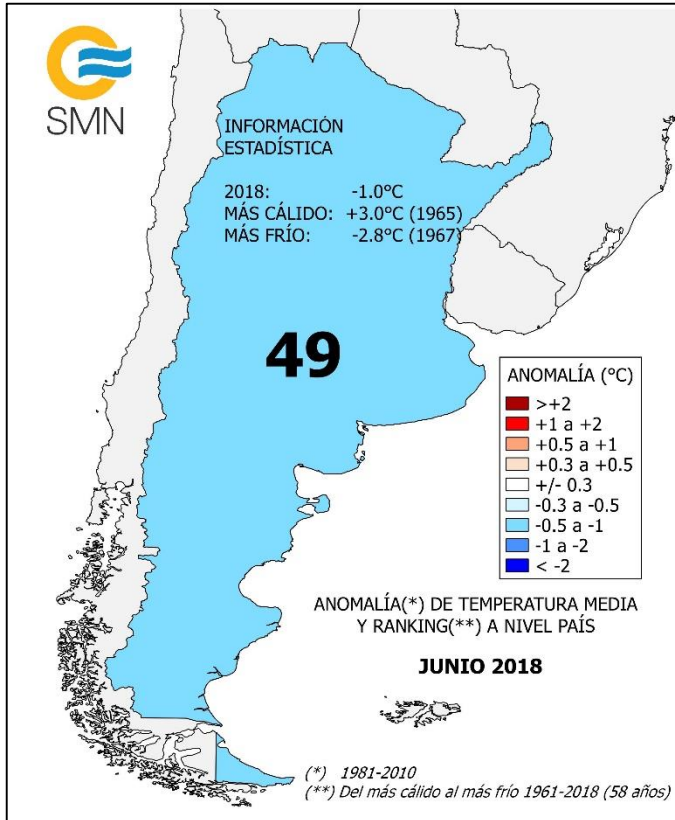 SMN
INFORMACIÓN
ESTADÍSTICA
2018: -1.0°C
MÁS CÁLIDO: +3.0°C (1965)
MÁS FRÍO: -2.8°C (1967)
49
ANOMALÍA (°C)
>+2
+1 a +2
+0.5 a +1
+0.3 a +0.5
+/- 0.3
-0.3 a -0.5
-0.5 a -1
-1 a -2
< -2
ANOMALÍA(*) DE TEMPERATURA MEDIA
Y RANKING(**) A NIVEL PAÍS
JUNIO 2018
(*) 1981-2010
(**) Del más cálido al más frío 1961-2018 (58 años)